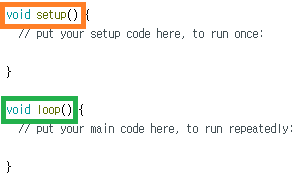 void setup() {
// put your setup code here, to run once:
}
void loop() {
// put your main code here, to run repeatedly:
}